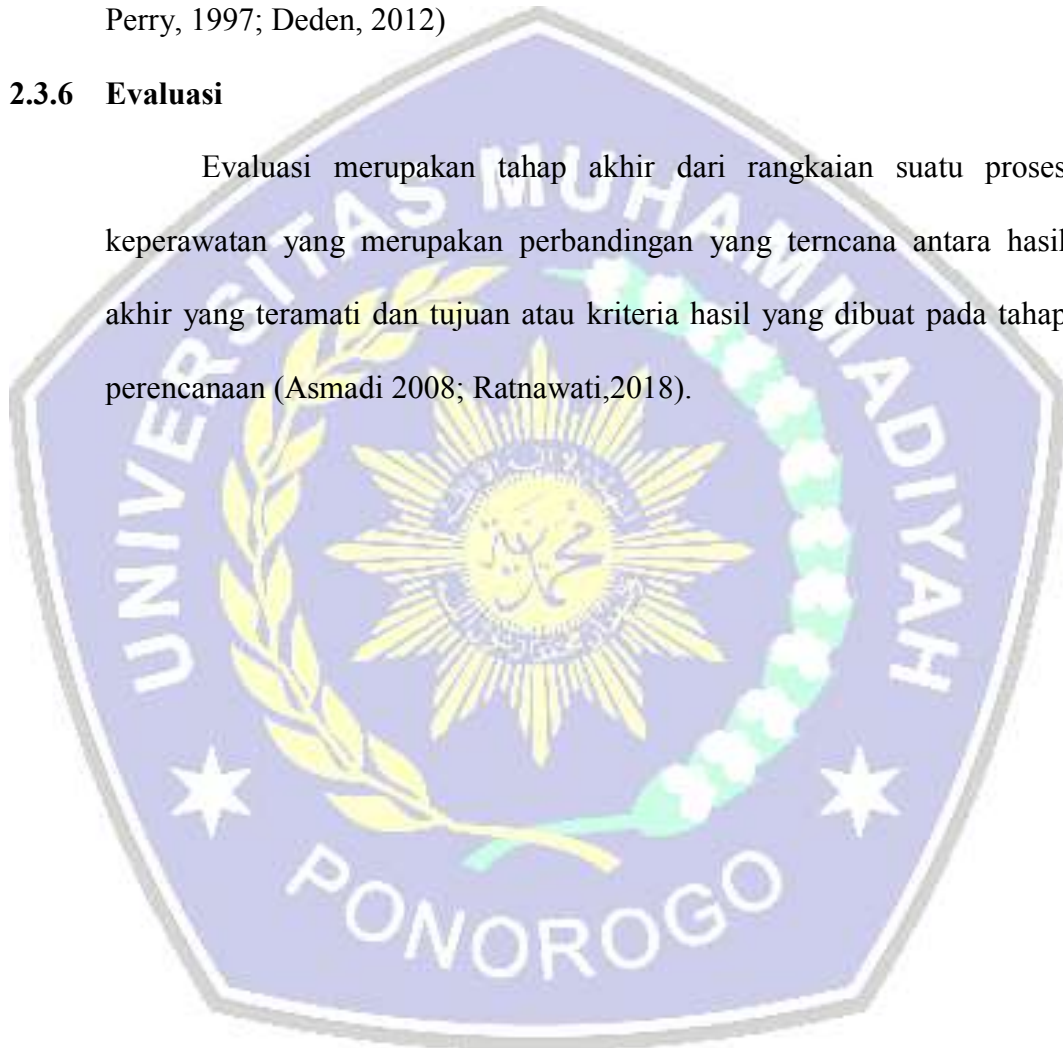 Perry, 1997; Deden, 2012)
2.3.6 Evaluasi
Evaluasi merupakan tahap akhir dari rangkaian suatu proses
keperawatan yang merupakan perbandingan yang terncana antara hasil
akhir yang teramati dan tujuan atau kriteria hasil yang dibuat pada tahap
perencanaan (Asmadi 2008; Ratnawati,2018).
UNIVERSITAS MUHAMMADIYAH
PONOROGO